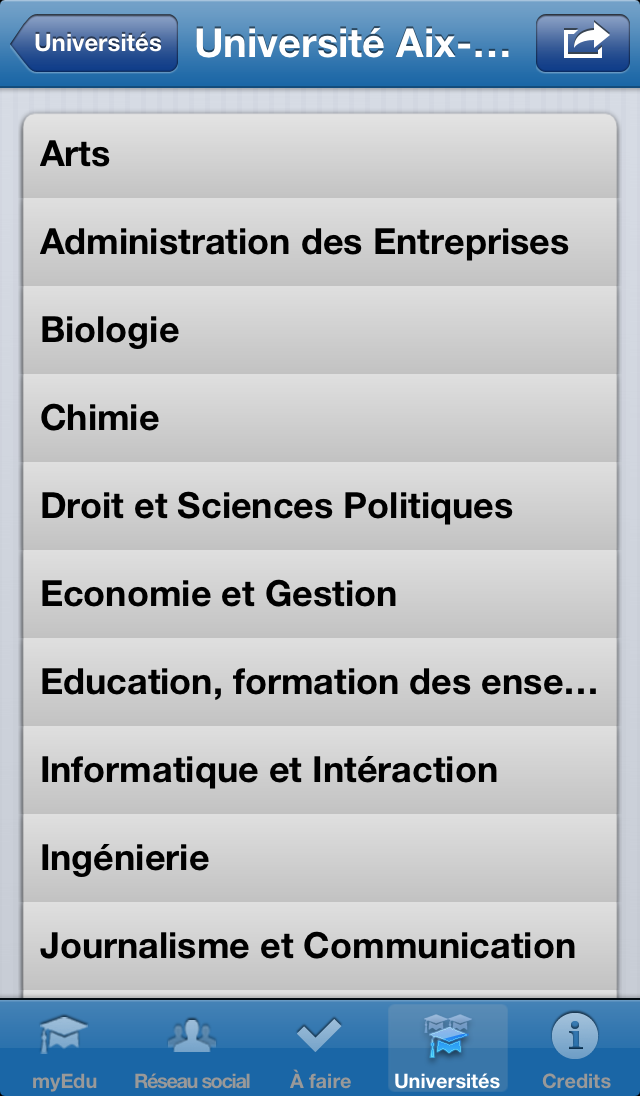 Universités
Université Aix-...
Arts
Administration des Entreprises
Biologie
Chimie
Droit et Sciences Politiques
Economie et Gestion
Education, formation des ense...
Informatique et Intéraction
Ingénierie
Journalisme et Communication
myEdu
Réseau social
À faire
Universités
Credits